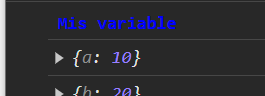 Mis variable
▶ {a: 10}
▶ {b: 20}